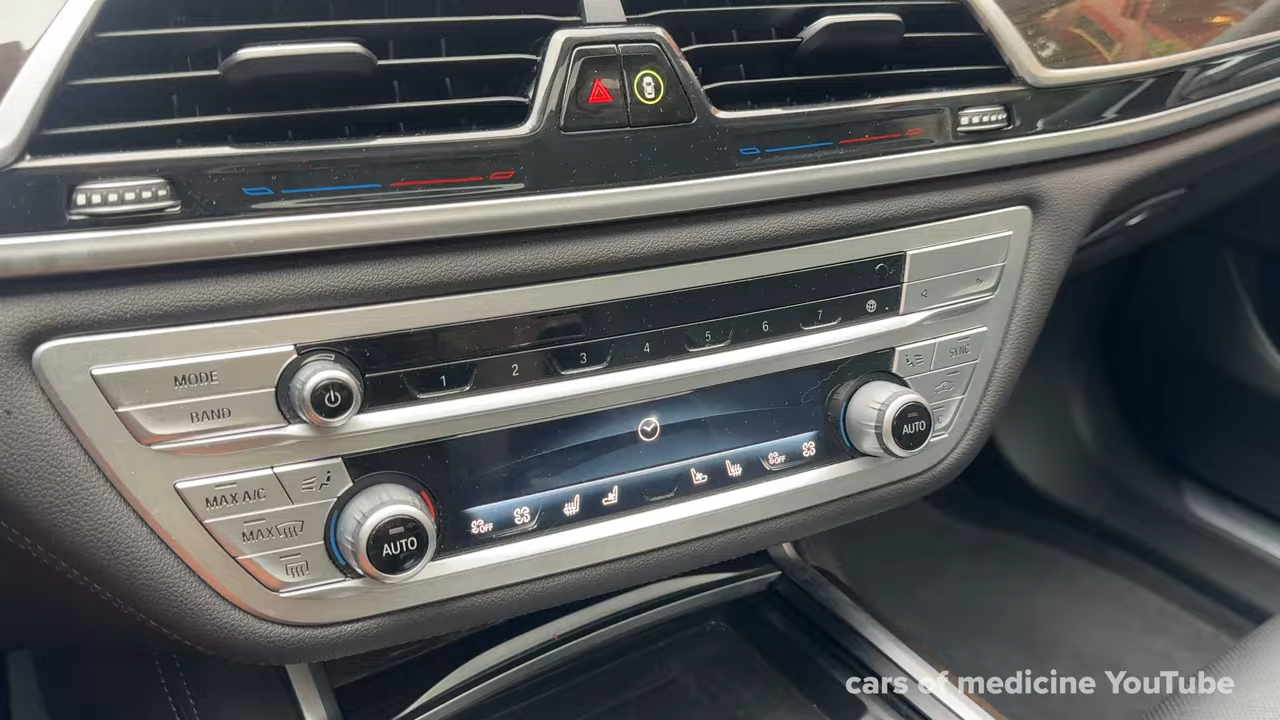 MODE
BAND
1 2 3 4 5 6 7
MAX A/C
MAX
AUTO
OFF
OFF
SYNC
AUTO
cars of medicine YouTube